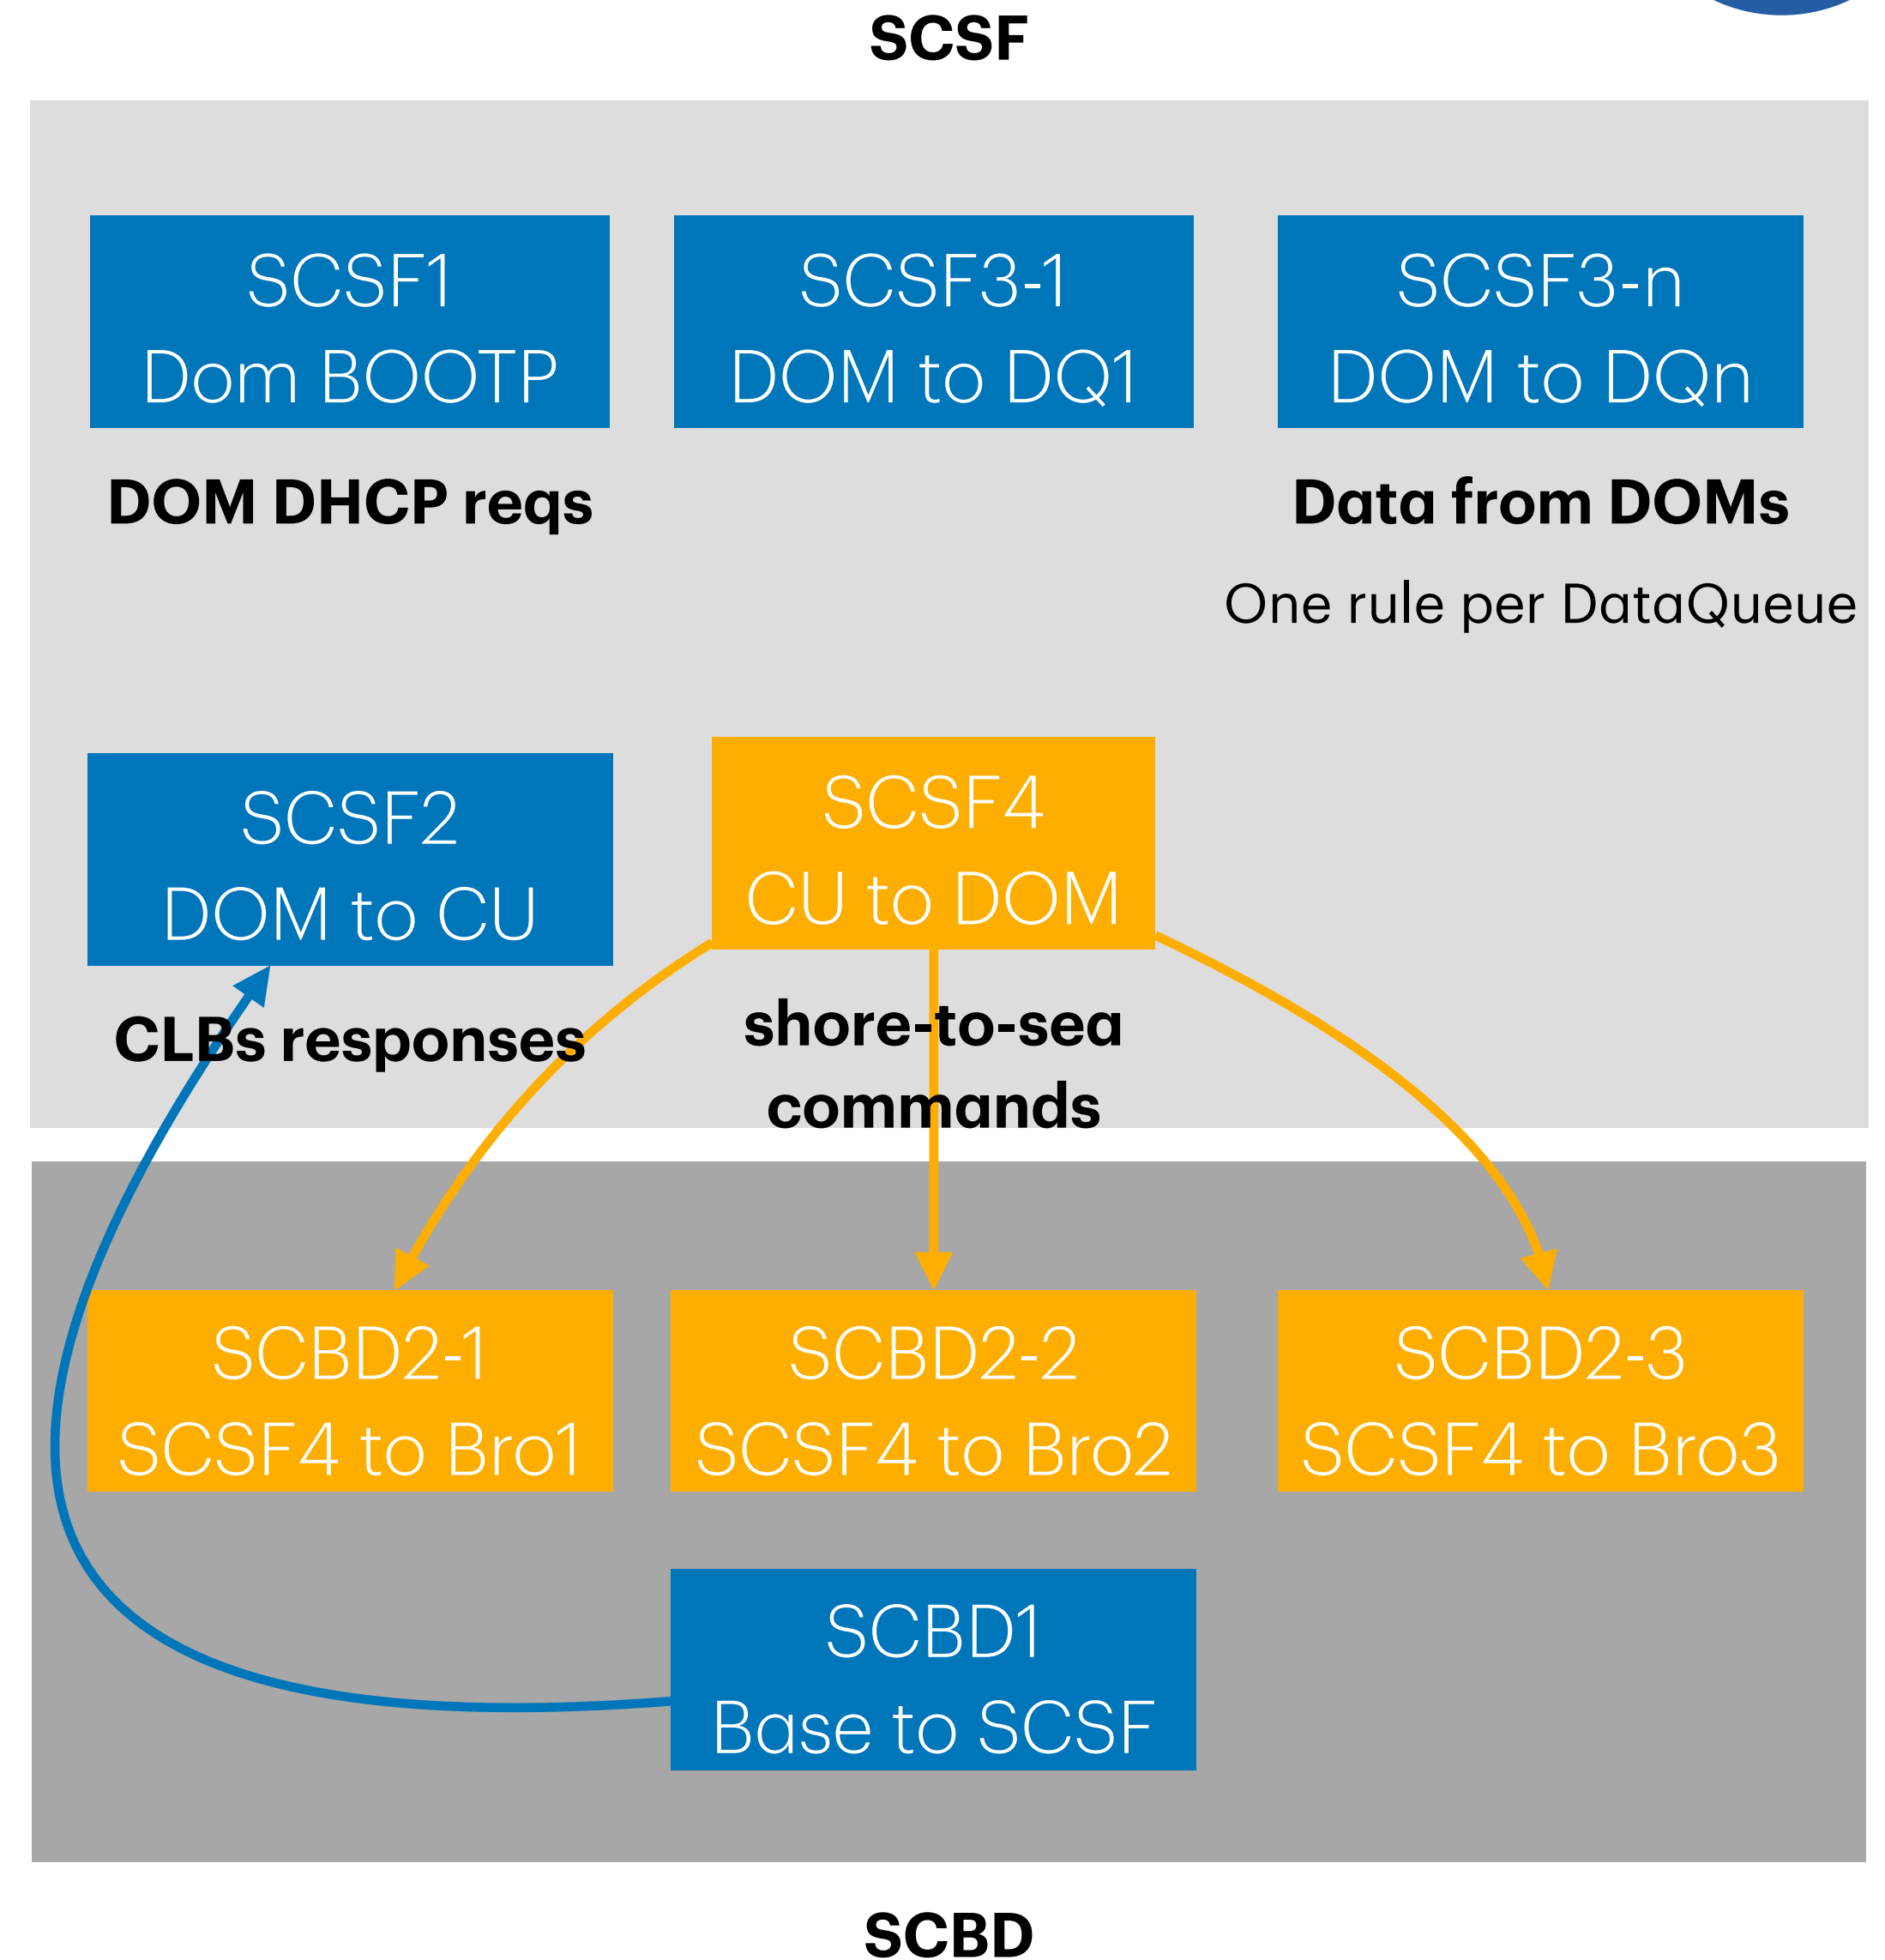 SCSF
SCSF1
Dom BOOTP
SCSF3-1
DOM to DQ1
SCSF3-n
DOM to DQn
DOM DHCP reqs
Data from DOMs
One rule per DataQueue
SCSF2
DOM to CU
SCSF4
CU to DOM
CLBs responses
shore-to-sea
commands
SCBD2-1
SCSF4 to Bro1
SCBD2-2
SCSF4 to Bro2
SCBD2-3
SCSF4 to Bro3
SCBD1
Base to SCSF
SCBD